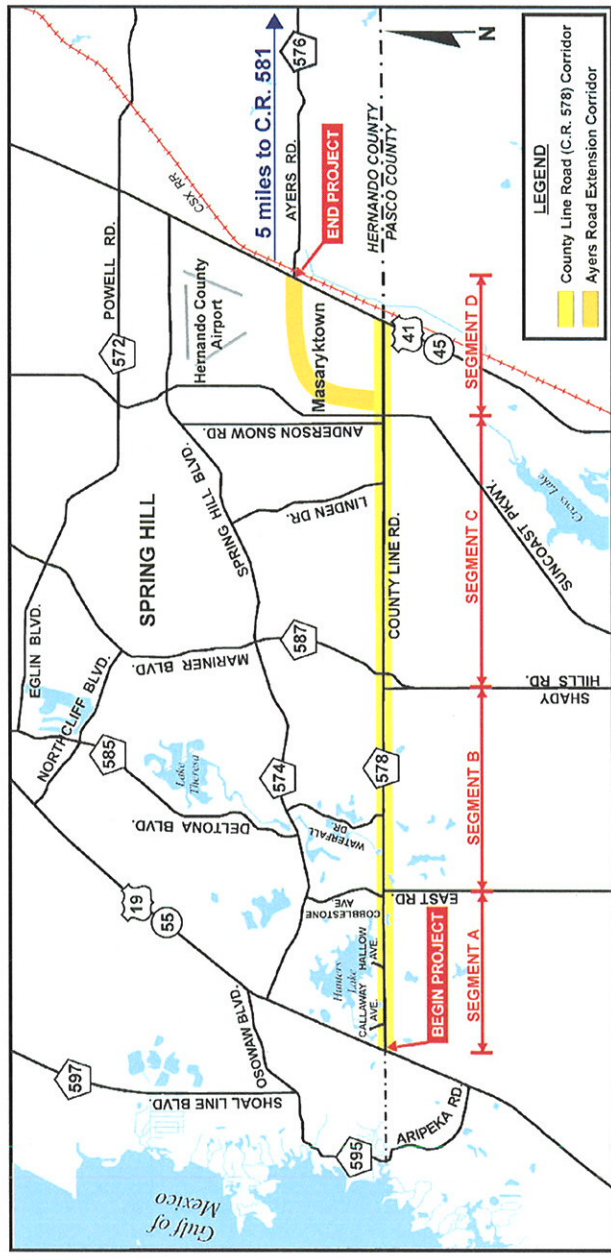 Gulf of
Mexico
597
SHOAL LINE BLVD.
OSOWAW BLVD.
595
ARIPEKA RD.
19
55
NORTHCLIFF BLVD.
EGLIN BLVD.
585
DELTONA BLVD.
Lake
Theresa
574
COBBLESTONE
AVE.
WATERFALL
DR.
Hunters
Lake
CALLAWAY
AVE.
HALLOW
AVE.
BEGIN PROJECT
EAST RD.
578
COUNTY LINE RD.
SPRING HILL
MARINER BLVD.
587
SPRING HILL BLVD.
LINDEN DR.
ANDERSON SNOW RD.
SHADY
HILLS RD.
SUNCOAST PKWY.
Crews Lake
572
POWELL RD.
Hernando County
Airport
Masaryktown
CSX RR
5 miles to C.R. 581
AYERS RD.
576
END PROJECT
HERNANDO COUNTY
PASCO COUNTY
41
45
SEGMENT A
SEGMENT B
SEGMENT C
SEGMENT D
N
LEGEND
County Line Road (C.R. 578) Corridor
Ayers Road Extension Corridor